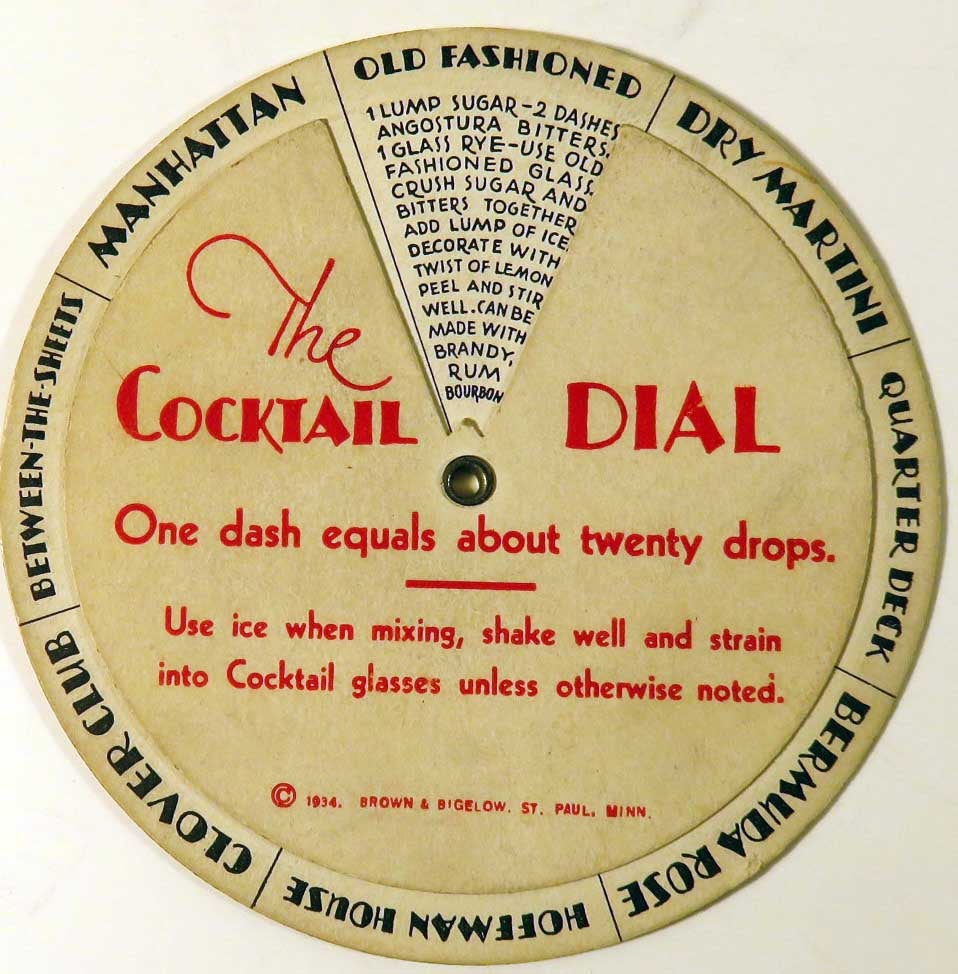 OLD FASHIONED
DRY MARTINI
QUARTER DECK
BERMUDA ROSE
HOFFMAN HOUSE
CLOVER CLUB
BETWEEN-THE-SHEETS
MANHATTAN
1 LUMP SUGAR-2 DASHES
ANGOSTURA BITTERS.
1 GLASS RYE-USE OLD
FASHIONED GLASS.
CRUSH SUGAR AND
BITTERS TOGETHER
ADD LUMP OF ICE.
DECORATE WITH
TWIST OF LEMON
PEEL AND STIR
WELL. CAN BE
MADE WITH
BRANDY,
RUM
BOURBON
The
COCKTAIL DIAL
One dash equals about twenty drops.
Use ice when mixing, shake well and strain
into Cocktail glasses unless otherwise noted.
© 1934. BROWN & BIGELOW. ST. PAUL, MINN.